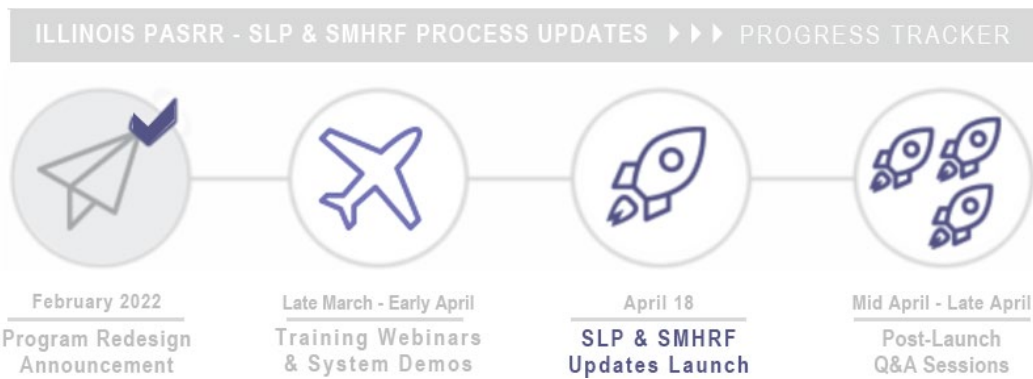 ILLINOIS PASRR - SLP & SMHRF PROCESS UPDATES PROGRESS TRACKER
February 2022
Program Redesign
Announcement
Late March - Early April
Training Webinars
& System Demos
April 18
SLP & SMHRF
Updates Launch
Mid April - Late April
Post-Launch
Q&A Sessions